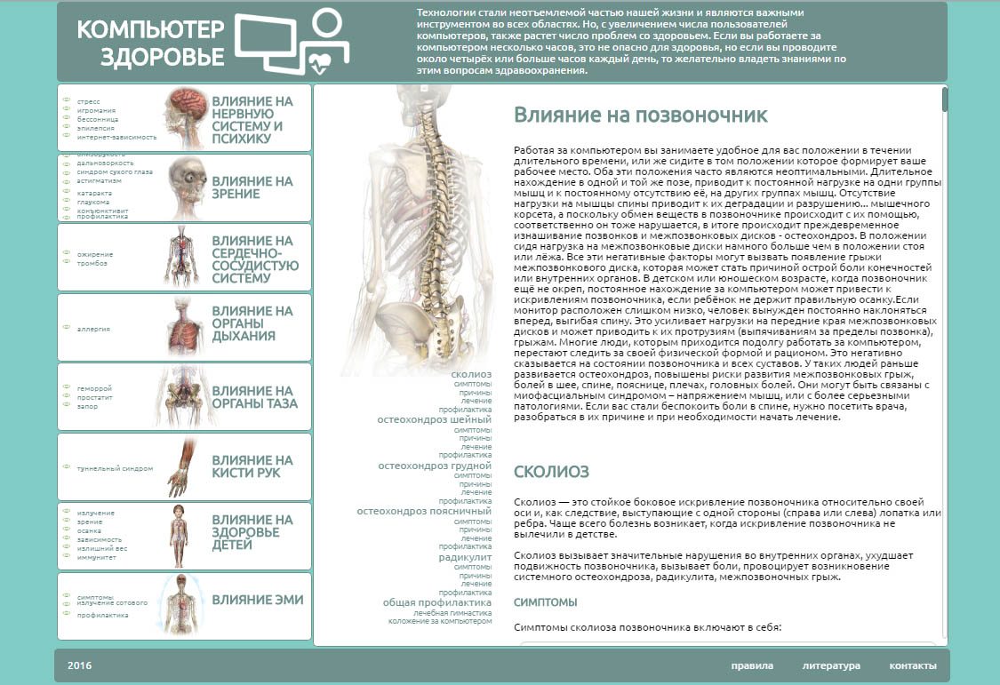 КОМПЬЮТЕР
ЗДОРОВЬЕ
Технологии стали неотъемлемой частью нашей жизни и являются важными
инструментом во всех областях. Но, с увеличением числа пользователей
компьютеров, также растет число проблем со здоровьем. Если вы работаете за
компьютером несколько часов, это не опасно для здоровья, но если вы проводите
около четырёх или больше часов каждый день, то желательно владеть знаниями по
этим вопросам здравоохранения.
стресс
игромания
бессонница
эпилепсия
интернет-зависимость
ВЛИЯНИЕ НА
НЕРВНУЮ
СИСТЕМУ И
ПСИХИКУ
дальнозоркость
синдром сухого глаза
астигматизм
катаракта
глаукома
конъюнктивит
профилактика
ВЛИЯНИЕ НА
ЗРЕНИЕ
ожирение
тромбоз
ВЛИЯНИЕ НА
СЕРДЕЧНО-
СОСУДИСТУЮ
СИСТЕМУ
аллергия
ВЛИЯНИЕ НА
ОРГАНЫ
ДЫХАНИЯ
геморрой
простатит
запор
ВЛИЯНИЕ НА
ОРГАНЫ ТАЗА
туннельный синдром
ВЛИЯНИЕ НА
КИСТИ РУК
излучение
зрение
осанка
зависимость
излишний вес
иммунитет
ВЛИЯНИЕ НА
ЗДОРОВЬЕ
ДЕТЕЙ
симптомы
излучение сотового
профилактика
ВЛИЯНИЕ ЭМИ
сколиоз
симптомы
причины
лечение
профилактика
остеохондроз шейный
симптомы
причины
лечение
профилактика
остеохондроз грудной
симптомы
причины
лечение
профилактика
остеохондроз поясничный
симптомы
причины
лечение
профилактика
радикулит
симптомы
причины
лечение
профилактика
общая профилактика
лечебная гимнастика
коложение за компьютером
Влияние на позвоночник
Работая за компьютером вы занимаете удобное для вас положении в течении
длительного времени, или же сидите в том положении которое формирует ваше
рабочее место. Оба эти положения часто являются неоптимальными. Длительное
нахождение в одной и той же позе, приводит к постоянной нагрузке на одни группы
мышц и к постоянному отсутствию её, на других группах мышц. Отсутствие
нагрузки на мышцы спины приводит к их деградации и разрушению... мышечного
корсета, а поскольку обмен веществ в позвоночнике происходит с их помощью,
соответственно он тоже нарушается, в итоге происходит преждевременное
изнашивание позвонков и межпозвонковых дисков - остеохондроз. В положении
сидя нагрузка на межпозвонковые диски намного больше чем в положении стоя
или лёжа. Все эти негативные факторы могут вызвать появление грыжи
межпозвонкового диска, которая может стать причиной острой боли конечностей
или внутренних органов. В детском или юношеском возрасте, когда позвоночник
ещё не окреп, постоянное нахождение за компьютером может привести к
искривлениям позвоночника, если ребёнок не держит правильную осанку.Если
монитор расположен слишком низко, человек вынужден постоянно наклоняться
вперед, выгибая спину. Это усиливает нагрузки на передние края межпозвонковых
дисков и может приводить к их протрузиям (выпячиваниям за пределы позвонка),
грыжам. Многие люди, которым приходится подолгу работать за компьютером,
перестают следить за своей физической формой и рационом. Это негативно
сказывается на состоянии позвоночника и всех суставов. У таких людей раньше
развивается остеохондроз, повышены риски развития межпозвонковых грыж,
болей в шее, спине, пояснице, плечах, головных болей. Они могут быть связаны с
миофасциальным синдромом – напряжением мышц, или с более серьезными
патологиями. Если вас стали беспокоить боли в спине, нужно посетить врача,
разобраться в их причине и при необходимости начать лечение.
СКОЛИОЗ
Сколиоз — это стойкое боковое искривление позвоночника относительно своей
оси и, как следствие, выступающие с одной стороны (справа или слева) лопатка или
ребра. Чаще всего болезнь возникает, когда искривление позвоночника не
вылечили в детстве.
Сколиоз вызывает значительные нарушения во внутренних органах, ухудшает
подвижность позвоночника, вызывает боли, провоцирует возникновение
системного остеохондроза, радикулита, межпозвоночных грыж.
СИМПТОМЫ
Симптомы сколиоза позвоночника включают в себя:
2016
правила
литература
контакты